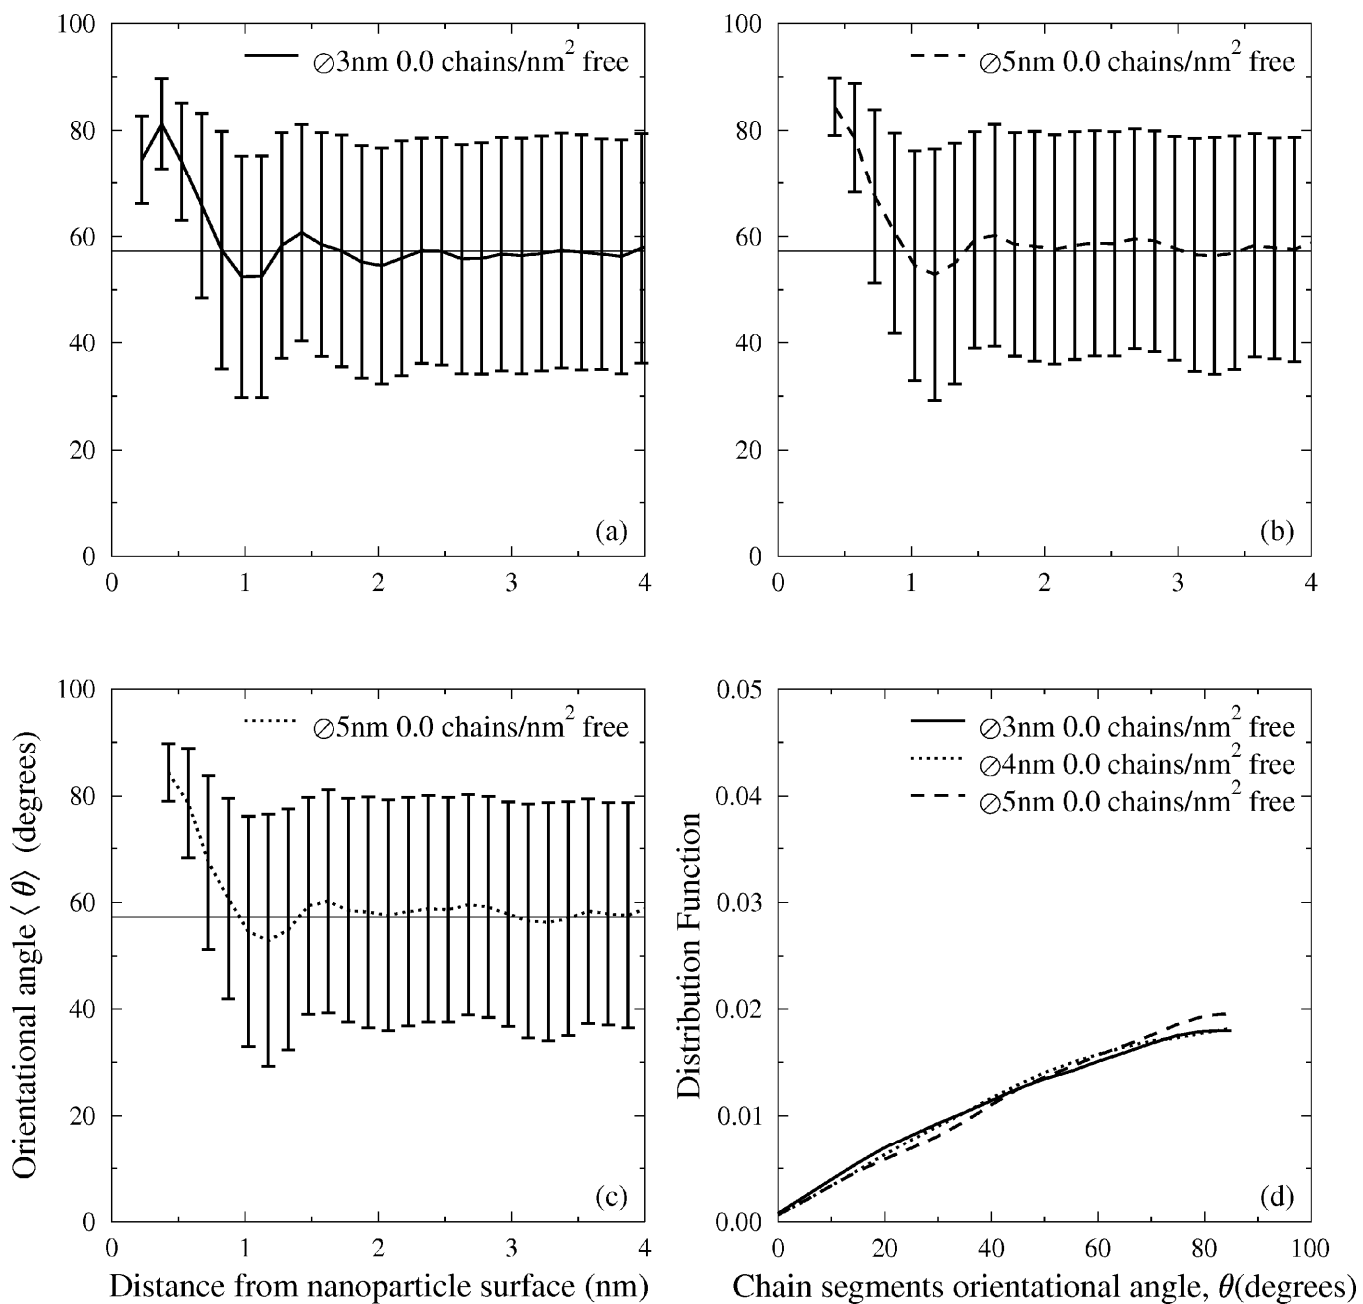 100
80
60
40
20
0
0 1 2 3 4
∅3nm 0.0 chains/nm² free
(a)
100
80
60
40
20
0
0 1 2 3 4
∅5nm 0.0 chains/nm² free
(b)
Orientational angle ⟨ θ⟩ (degrees)
100
80
60
40
20
0
0 1 2 3 4
∅5nm 0.0 chains/nm² free
(c)
Distance from nanoparticle surface (nm)
Distribution Function
0.05
0.04
0.03
0.02
0.01
0.00
0 20 40 60 80 100
∅3nm 0.0 chains/nm² free
∅4nm 0.0 chains/nm² free
∅5nm 0.0 chains/nm² free
(d)
Chain segments orientational angle, θ(degrees)